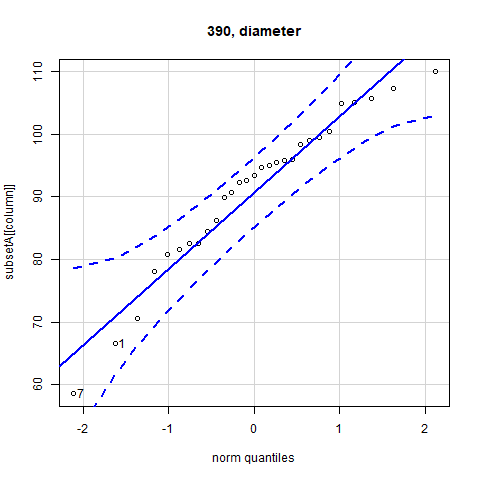 390, diameter
110
100
90
80
70
60
subsetA[[column]]
1
7
-2 -1 0 1 2
norm quantiles